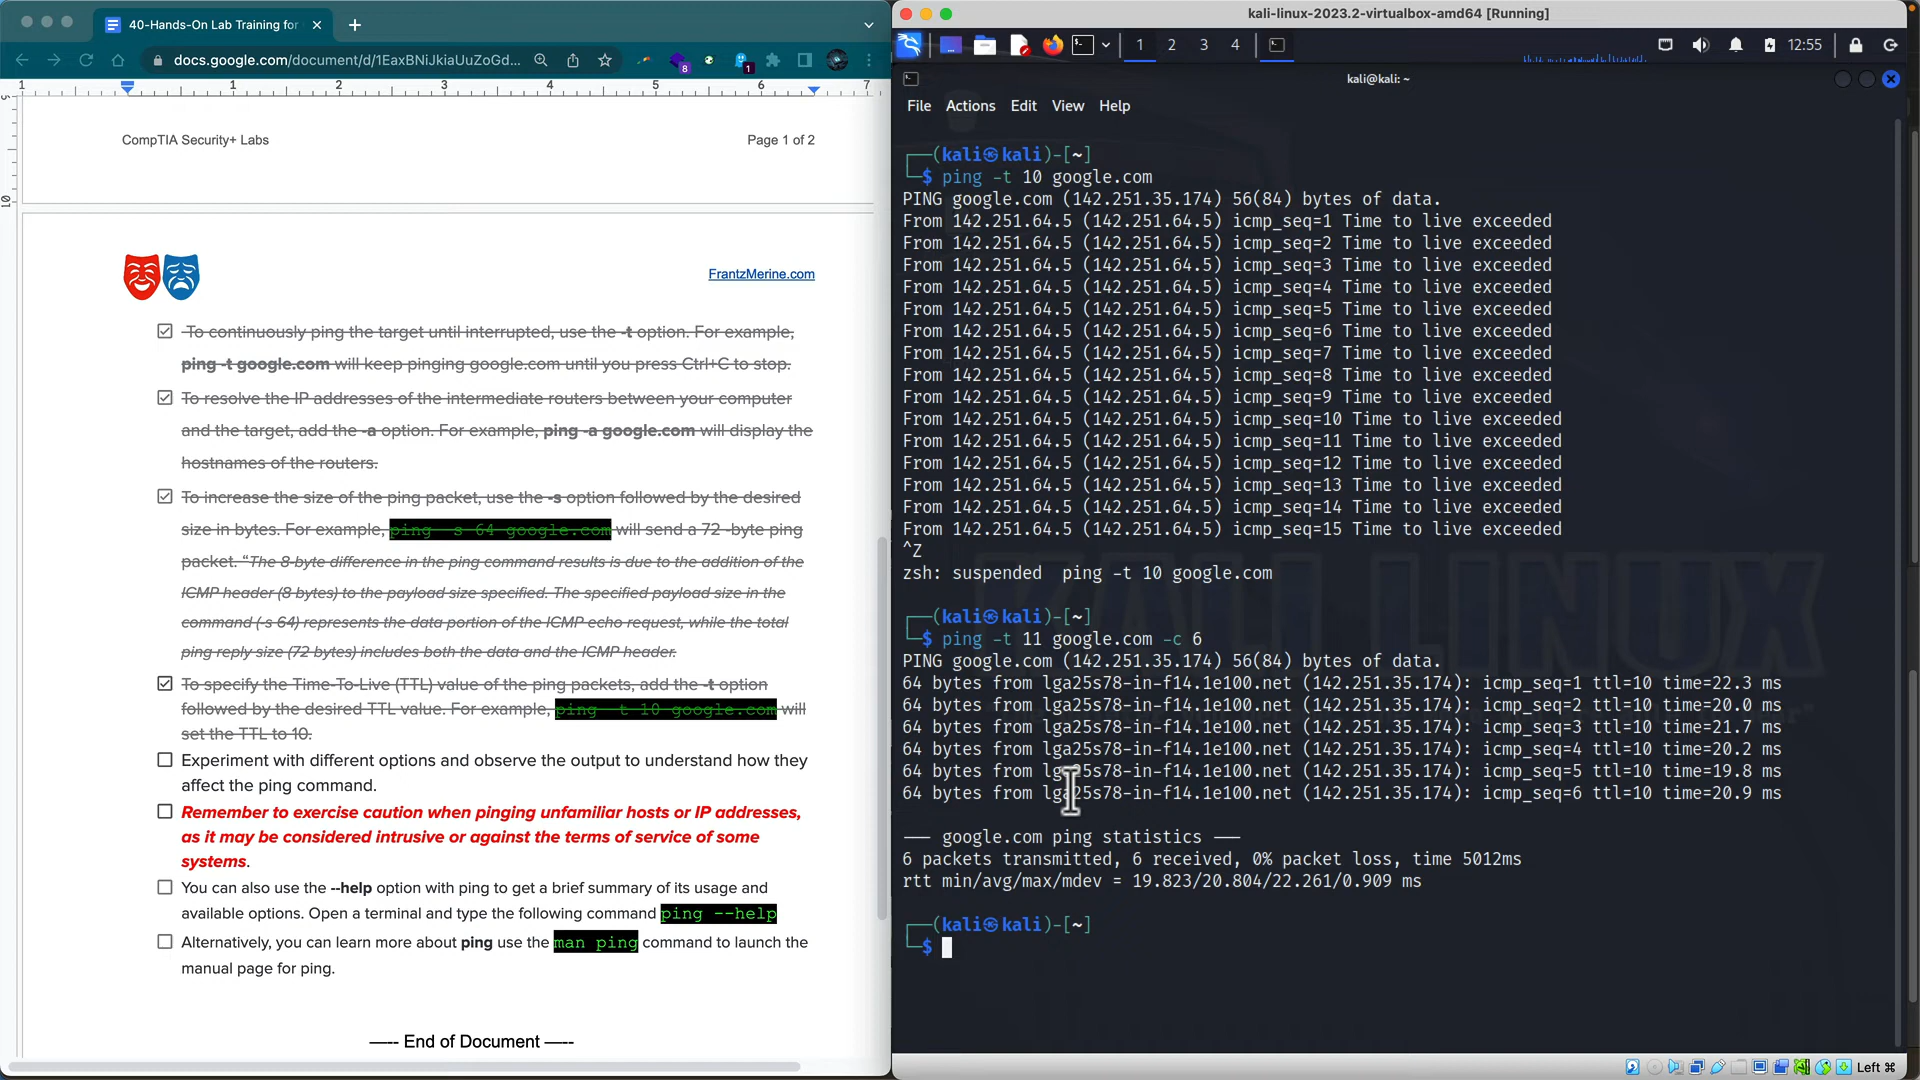 40-Hands-On Lab Training for
docs.google.com/document/d/1EaxBNiJkiaUuZoGd...
8
1
1 1 2 3 4 5 6 7
CompTIA Security+ Labs Page 1 of 2
10
FrantzMerine.com
To continuously ping the target until interrupted, use the -t option. For example,
ping -t google.com will keep pinging google.com until you press Ctrl+C to stop.
To resolve the IP addresses of the intermediate routers between your computer
and the target, add the -a option. For example, ping -a google.com will display the
hostnames of the routers.
To increase the size of the ping packet, use the -s option followed by the desired
size in bytes. For example, ping -s 64 google.com will send a 72 -byte ping
packet. “The 8-byte difference in the ping command results is due to the addition of the
ICMP header (8 bytes) to the payload size specified. The specified payload size in the
command (-s 64) represents the data portion of the ICMP echo request, while the total
ping reply size (72 bytes) includes both the data and the ICMP header.
To specify the Time-To-Live (TTL) value of the ping packets, add the -t option
followed by the desired TTL value. For example, ping -t 10 google.com will
set the TTL to 10.
Experiment with different options and observe the output to understand how they
affect the ping command.
Remember to exercise caution when pinging unfamiliar hosts or IP addresses,
as it may be considered intrusive or against the terms of service of some
systems.
You can also use the --help option with ping to get a brief summary of its usage and
available options. Open a terminal and type the following command ping --help
Alternatively, you can learn more about ping use the man ping command to launch the
manual page for ping.
—-- End of Document —--
kali-linux-2023.2-virtualbox-amd64 [Running]
1 2 3 4 12:55
kali@kali: ~
File Actions Edit View Help
┌──(kali㉿kali)-[~]
└─$ ping -t 10 google.com
PING google.com (142.251.35.174) 56(84) bytes of data.
From 142.251.64.5 (142.251.64.5) icmp_seq=1 Time to live exceeded
From 142.251.64.5 (142.251.64.5) icmp_seq=2 Time to live exceeded
From 142.251.64.5 (142.251.64.5) icmp_seq=3 Time to live exceeded
From 142.251.64.5 (142.251.64.5) icmp_seq=4 Time to live exceeded
From 142.251.64.5 (142.251.64.5) icmp_seq=5 Time to live exceeded
From 142.251.64.5 (142.251.64.5) icmp_seq=6 Time to live exceeded
From 142.251.64.5 (142.251.64.5) icmp_seq=7 Time to live exceeded
From 142.251.64.5 (142.251.64.5) icmp_seq=8 Time to live exceeded
From 142.251.64.5 (142.251.64.5) icmp_seq=9 Time to live exceeded
From 142.251.64.5 (142.251.64.5) icmp_seq=10 Time to live exceeded
From 142.251.64.5 (142.251.64.5) icmp_seq=11 Time to live exceeded
From 142.251.64.5 (142.251.64.5) icmp_seq=12 Time to live exceeded
From 142.251.64.5 (142.251.64.5) icmp_seq=13 Time to live exceeded
From 142.251.64.5 (142.251.64.5) icmp_seq=14 Time to live exceeded
From 142.251.64.5 (142.251.64.5) icmp_seq=15 Time to live exceeded
^Z
zsh: suspended  ping -t 10 google.com
┌──(kali㉿kali)-[~]
└─$ ping -t 11 google.com -c 6
PING google.com (142.251.35.174) 56(84) bytes of data.
64 bytes from lga25s78-in-f14.1e100.net (142.251.35.174): icmp_seq=1 ttl=10 time=22.3 ms
64 bytes from lga25s78-in-f14.1e100.net (142.251.35.174): icmp_seq=2 ttl=10 time=20.0 ms
64 bytes from lga25s78-in-f14.1e100.net (142.251.35.174): icmp_seq=3 ttl=10 time=21.7 ms
64 bytes from lga25s78-in-f14.1e100.net (142.251.35.174): icmp_seq=4 ttl=10 time=20.2 ms
64 bytes from lga25s78-in-f14.1e100.net (142.251.35.174): icmp_seq=5 ttl=10 time=19.8 ms
64 bytes from lga25s78-in-f14.1e100.net (142.251.35.174): icmp_seq=6 ttl=10 time=20.9 ms
── google.com ping statistics ──
6 packets transmitted, 6 received, 0% packet loss, time 5012ms
rtt min/avg/max/mdev = 19.823/20.804/22.261/0.909 ms
┌──(kali㉿kali)-[~]
└─$
KALI LINUX
Left ⌘